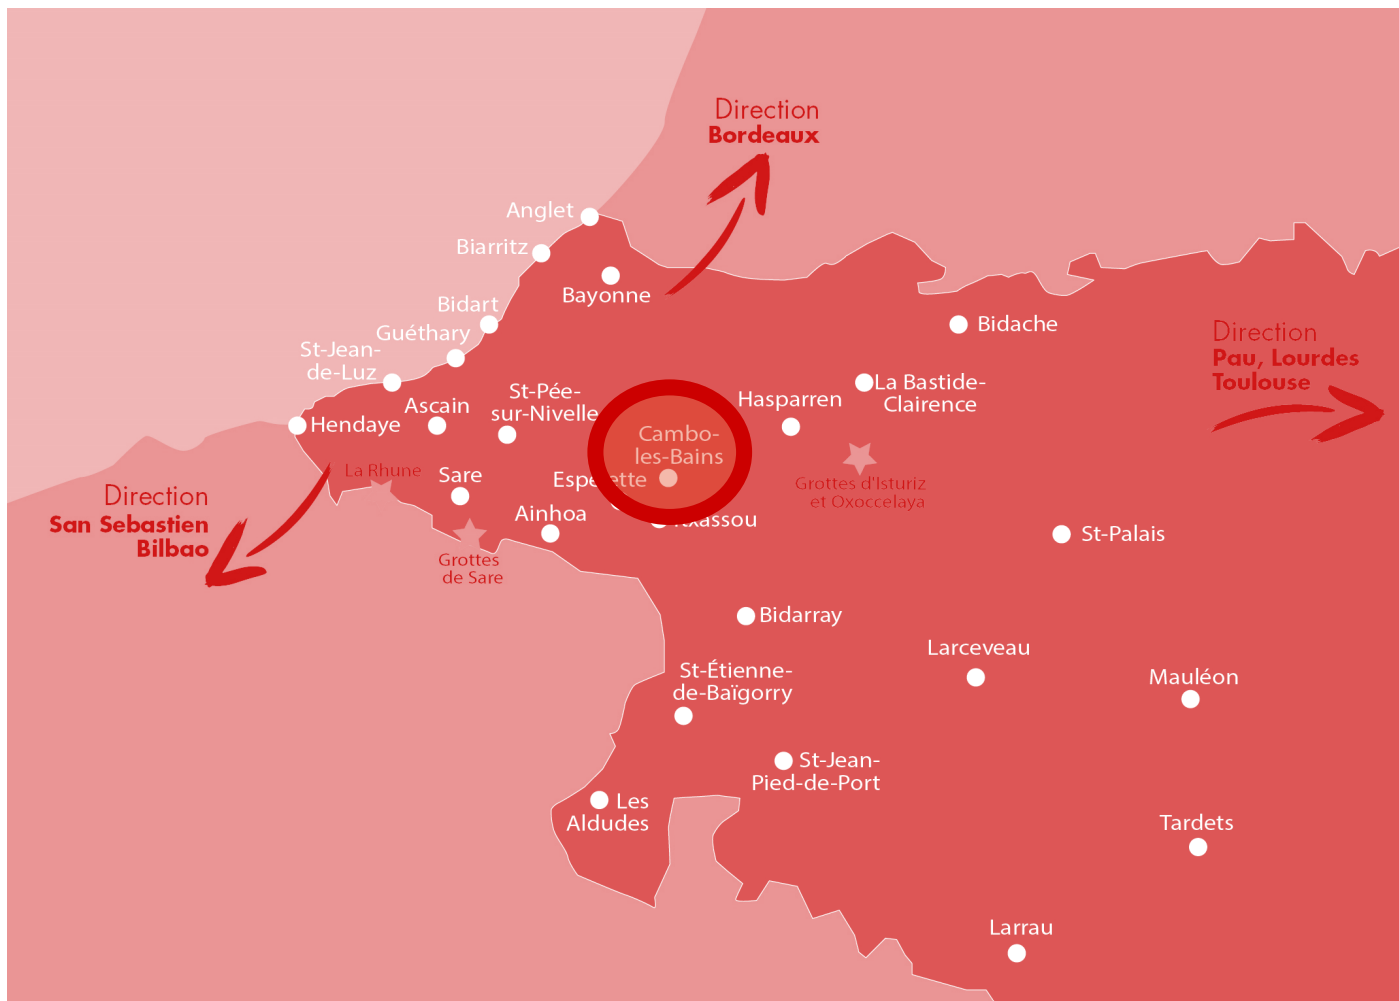 Direction
Bordeaux
Anglet
Biarritz
Bayonne
Bidart
Guéthary
St-Jean-
de-Luz
Hendaye
Ascain
St-Pée-
sur-Nivelle
Cambo-
les-Bains
Hasparren
La Bastide-
Clairence
Bidache
Direction
Pau, Lourdes
Toulouse
La Rhune
Sare
Espelette
Grottes d'Isturiz
et Oxoccelaya
Direction
San Sebastien
Bilbao
Ainhoa
Itxassou
St-Palais
Grottes
de Sare
Bidarray
Larceveau
St-Étienne-
de-Baïgorry
Mauléon
St-Jean-
Pied-de-Port
Les
Aldudes
Tardets
Larrau